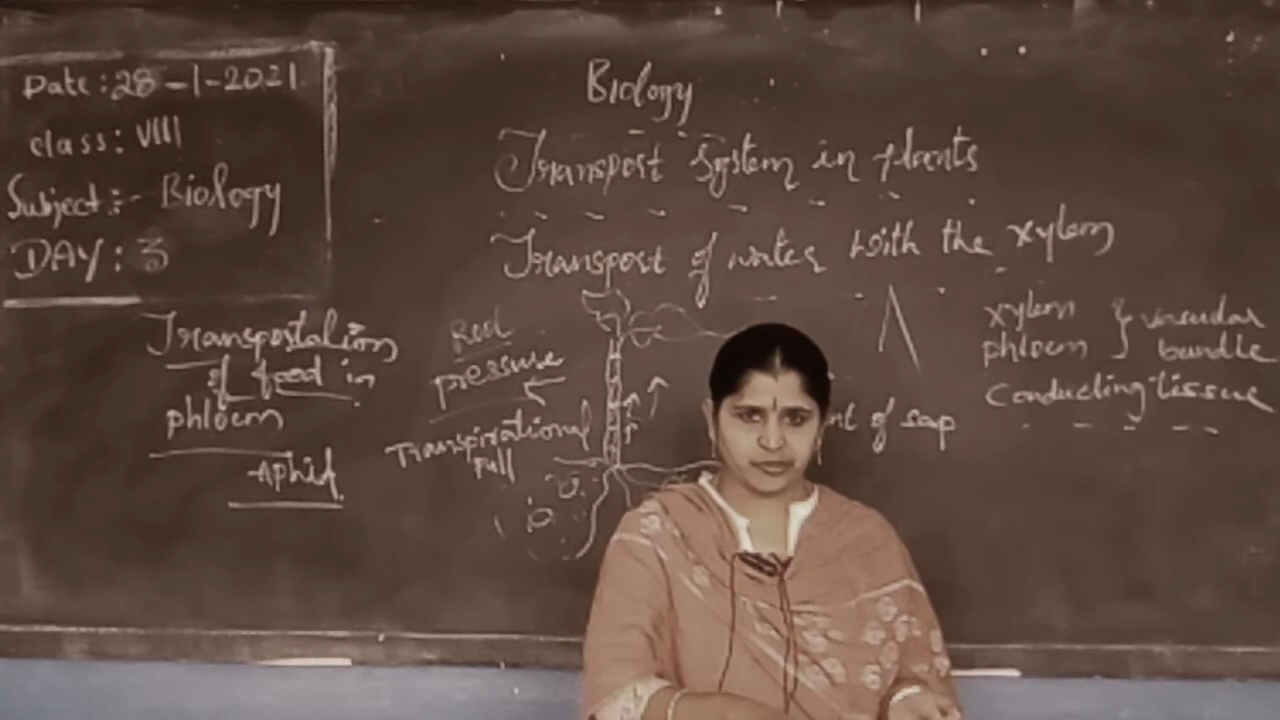 Date: 28-1-2021
class: VIII
Subject:- Biology
DAY: 3
Biology
Transport system in plants
Transport of water with the xylem
Transportation
of food in
phloem
Aphid
Root
pressure
Transpirational
Pull
of sap
xylem } vascular
phloem } bundle
Conducting tissue